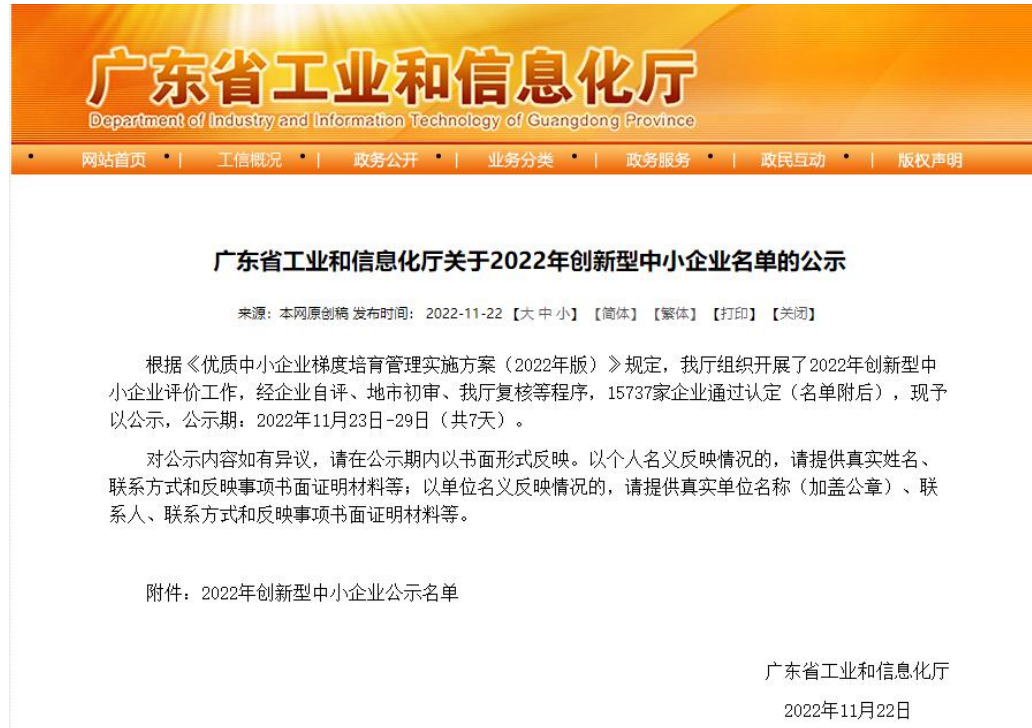 广东省工业和信息化厅
Department of Industry and Information Technology of Guangdong Province
• 网站首页 •| 工信概况 •| 政务公开 •| 业务分类 •| 政务服务 •| 政民互动 •| 版权声明
广东省工业和信息化厅关于2022年创新型中小企业名单的公示
来源：本网原创稿 发布时间： 2022-11-22 【大 中 小】 【简体】 【繁体】 【打印】 【关闭】
根据《优质中小企业梯度培育管理实施方案（2022年版）》规定，我厅组织开展了2022年创新型中
小企业评价工作，经企业自评、地市初审、我厅复核等程序，15737家企业通过认定（名单附后），现予
以公示，公示期：2022年11月23日-29日（共7天）。
对公示内容如有异议，请在公示期内以书面形式反映。以个人名义反映情况的，请提供真实姓名、
联系方式和反映事项书面证明材料等；以单位名义反映情况的，请提供真实单位名称（加盖公章）、联
系人、联系方式和反映事项书面证明材料等。
附件：2022年创新型中小企业公示名单
广东省工业和信息化厅
2022年11月22日